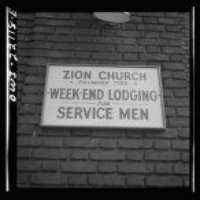 ZION CHURCH
WEEK-END LODGING
FOR
SERVICE MEN